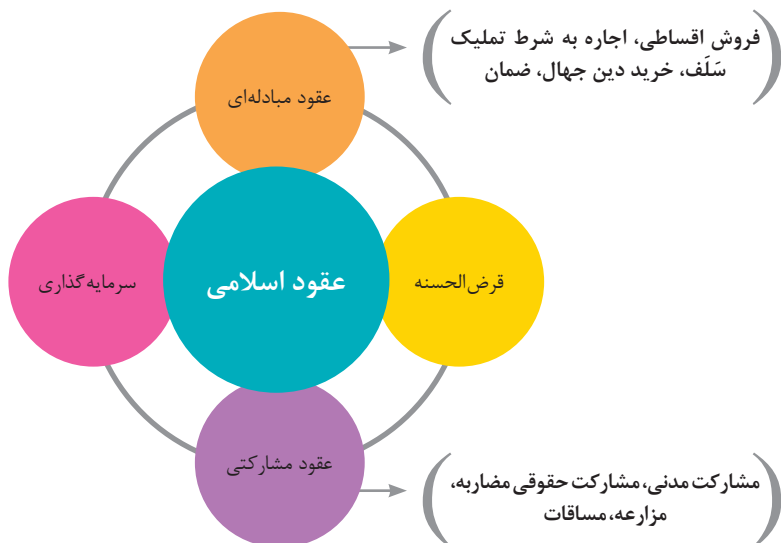 فروش اقساطی، اجاره به شرط تملیک
سَلَف، خرید دین جهال، ضمان
عقود مبادله‌ای
قرض‌الحسنه
عقود اسلامی
سرمایه‌گذاری
عقود مشارکتی
مشارکت مدنی، مشارکت حقوقی مضاربه،
مزارعه، مساقات